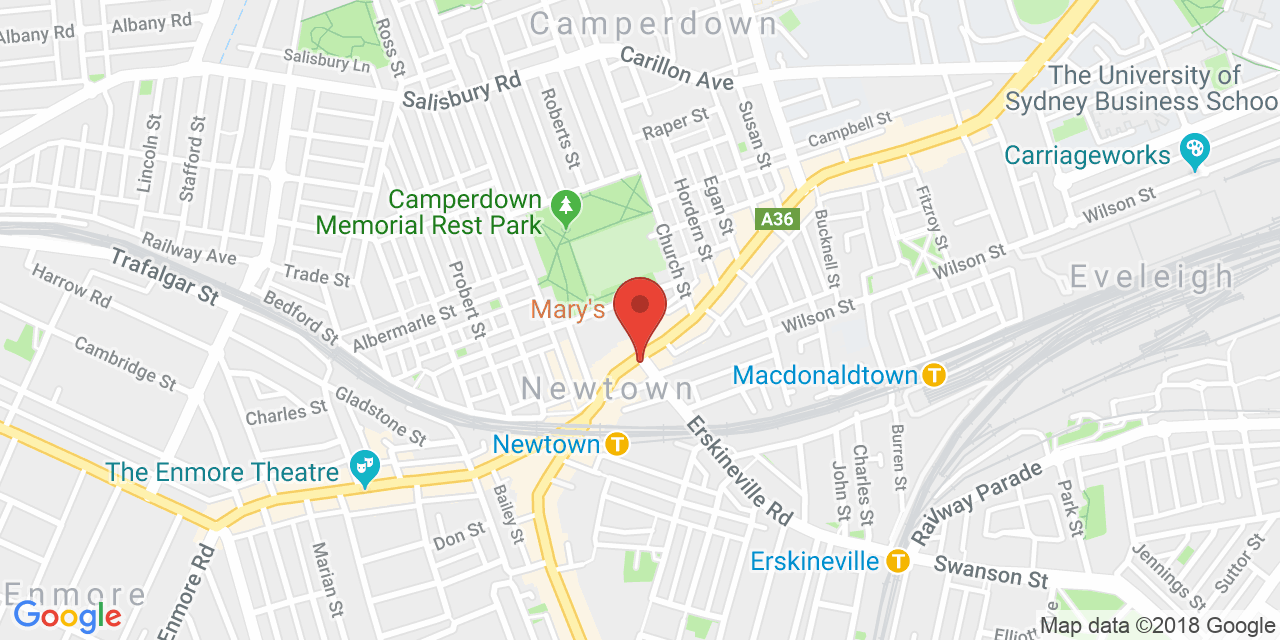 Camperdown
Albany Rd
Albany Rd
Ross St
Salisbury Ln
Carillon Ave
The University of
Sydney Business Schoo
Salisbury Rd
Roberts St
Raper St
Susan St
Campbell St
Lincoln St
Stafford St
Carriageworks
Camperdown
Memorial Rest Park
Hordern St
Egan St
A36
Fitzroy St
Wilson St
Bucknell St
Church St
Railway Ave
Trafalgar St
Trade St
Harrow Rd
Bedford St
Probert St
Wilson St
Eveleigh
Mary's
Albermarle St
Wilson St
Cambridge St
Macdonaldtown T
Newtown
Charles St
Gladstone St
Newtown T
Erskineville Rd
Burren St
The Enmore Theatre
Charles St
John St
Railway Parade
Park St
Bailey St
Don St
Marian St
Enmore Rd
Erskineville T
Swanson St
Jennings St
Suttor St
Enmore
Elliott
Google
Map data ©2018 Google